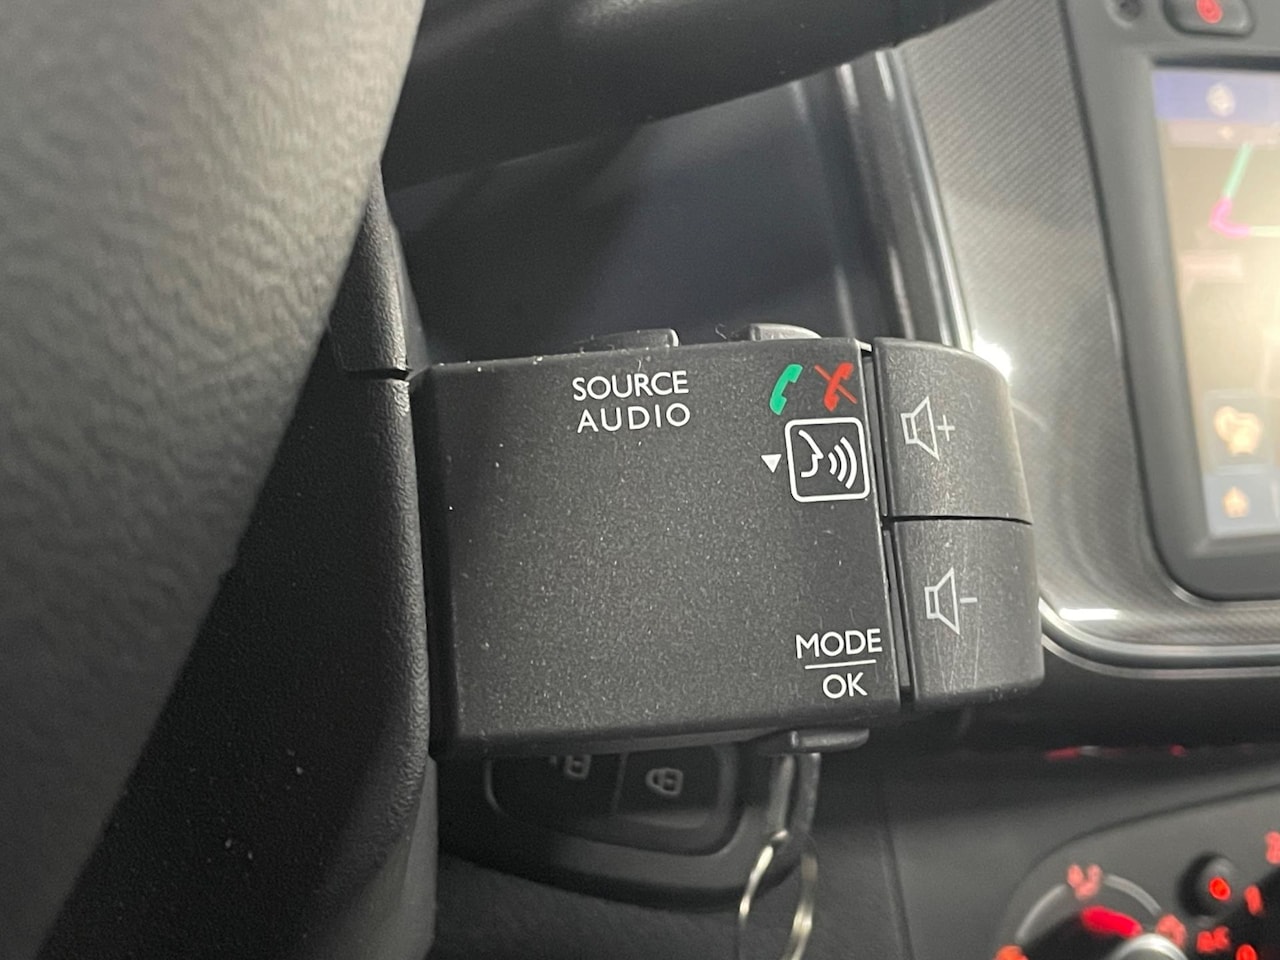 SOURCE
AUDIO
+
MODE
OK
-